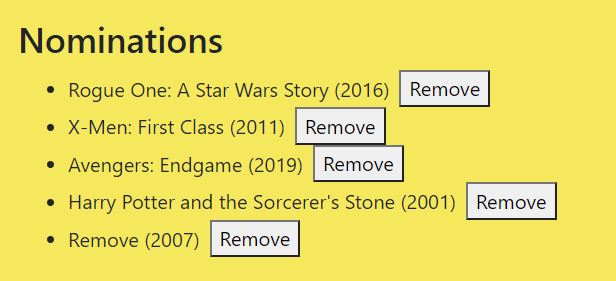 Nominations
Rogue One: A Star Wars Story (2016) Remove
X-Men: First Class (2011) Remove
Avengers: Endgame (2019) Remove
Harry Potter and the Sorcerer's Stone (2001) Remove
Remove (2007) Remove